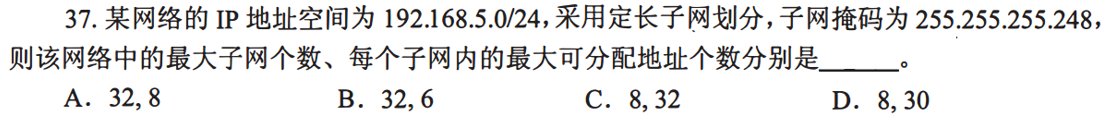 37. 某网络的 IP 地址空间为 192.168.5.0/24，采用定长子网划分，子网掩码为 255.255.255.248，
则该网络中的最大子网个数、每个子网内的最大可分配地址个数分别是______。
A．32, 8 B．32, 6 C．8, 32 D．8, 30